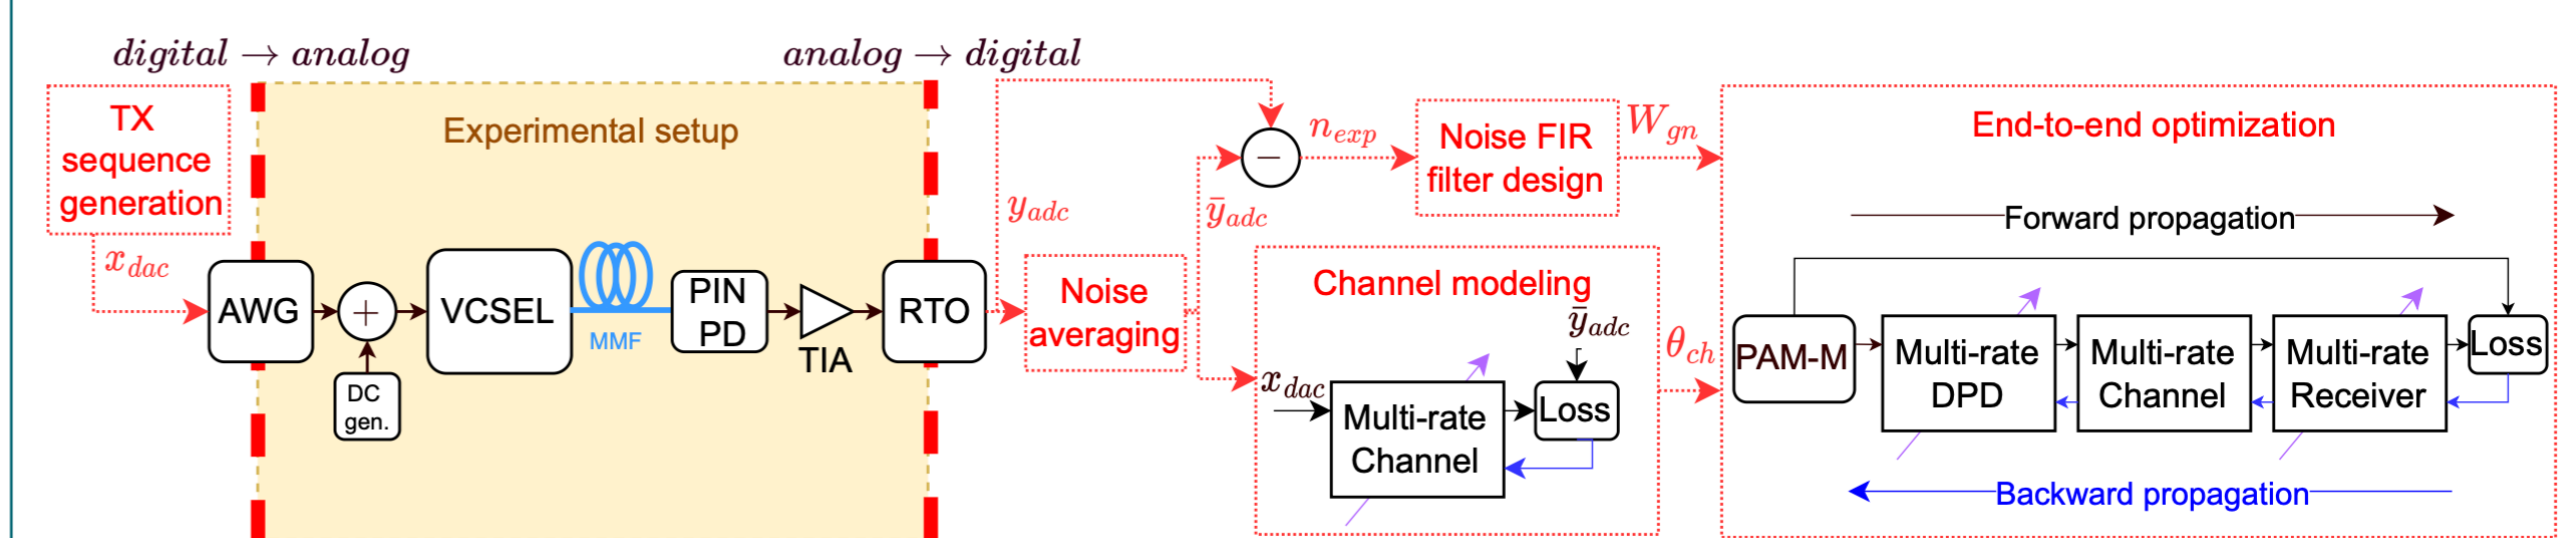 digital → analog
analog → digital
TX
sequence
generation
x_dac
Experimental setup
AWG
+
DC
gen.
VCSEL
MMF
PIN
PD
TIA
RTO
y_adc
Noise
averaging
ȳ_adc
−
n_exp
Noise FIR
filter design
W_gn
Channel modeling
x_dac
Multi-rate
Channel
ȳ_adc
Loss
θ_ch
End-to-end optimization
Forward propagation
PAM-M
Multi-rate
DPD
Multi-rate
Channel
Multi-rate
Receiver
Loss
Backward propagation